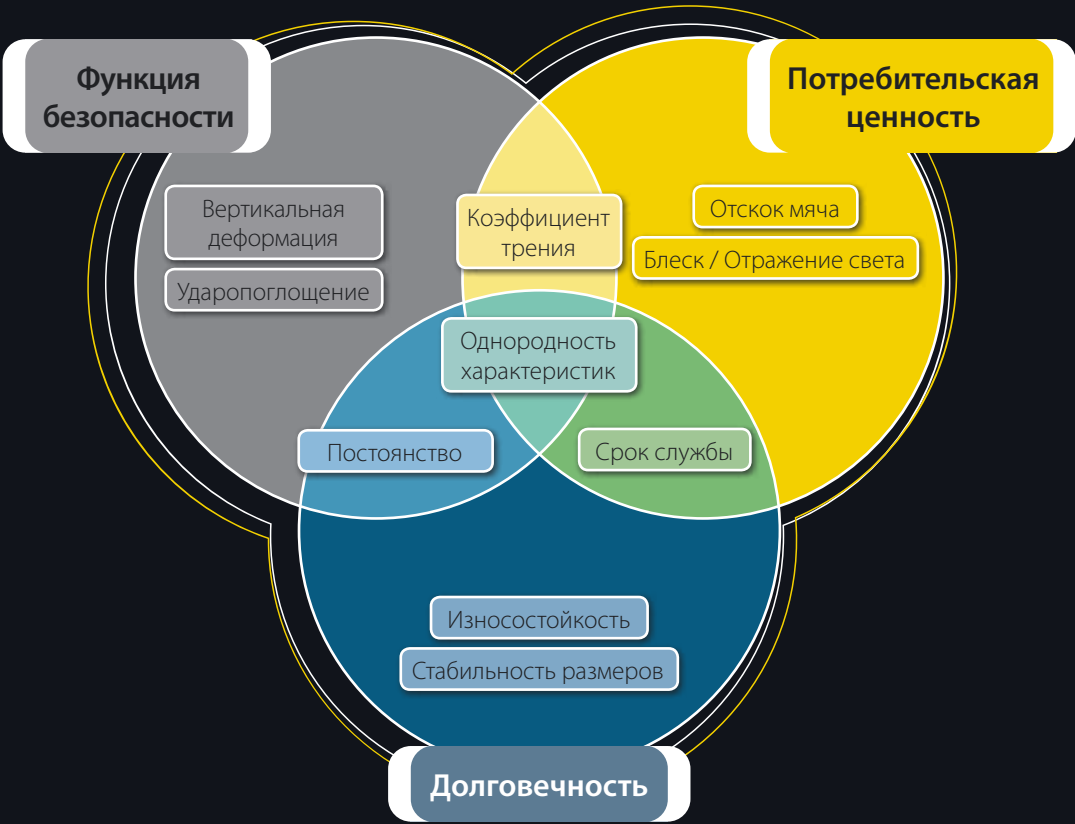 Функция
безопасности
Потребительская
ценность
Вертикальная
деформация
Ударопоглощение
Коэффициент
трения
Отскок мяча
Блеск / Отражение света
Однородность
характеристик
Постоянство
Срок службы
Износостойкость
Стабильность размеров
Долговечность